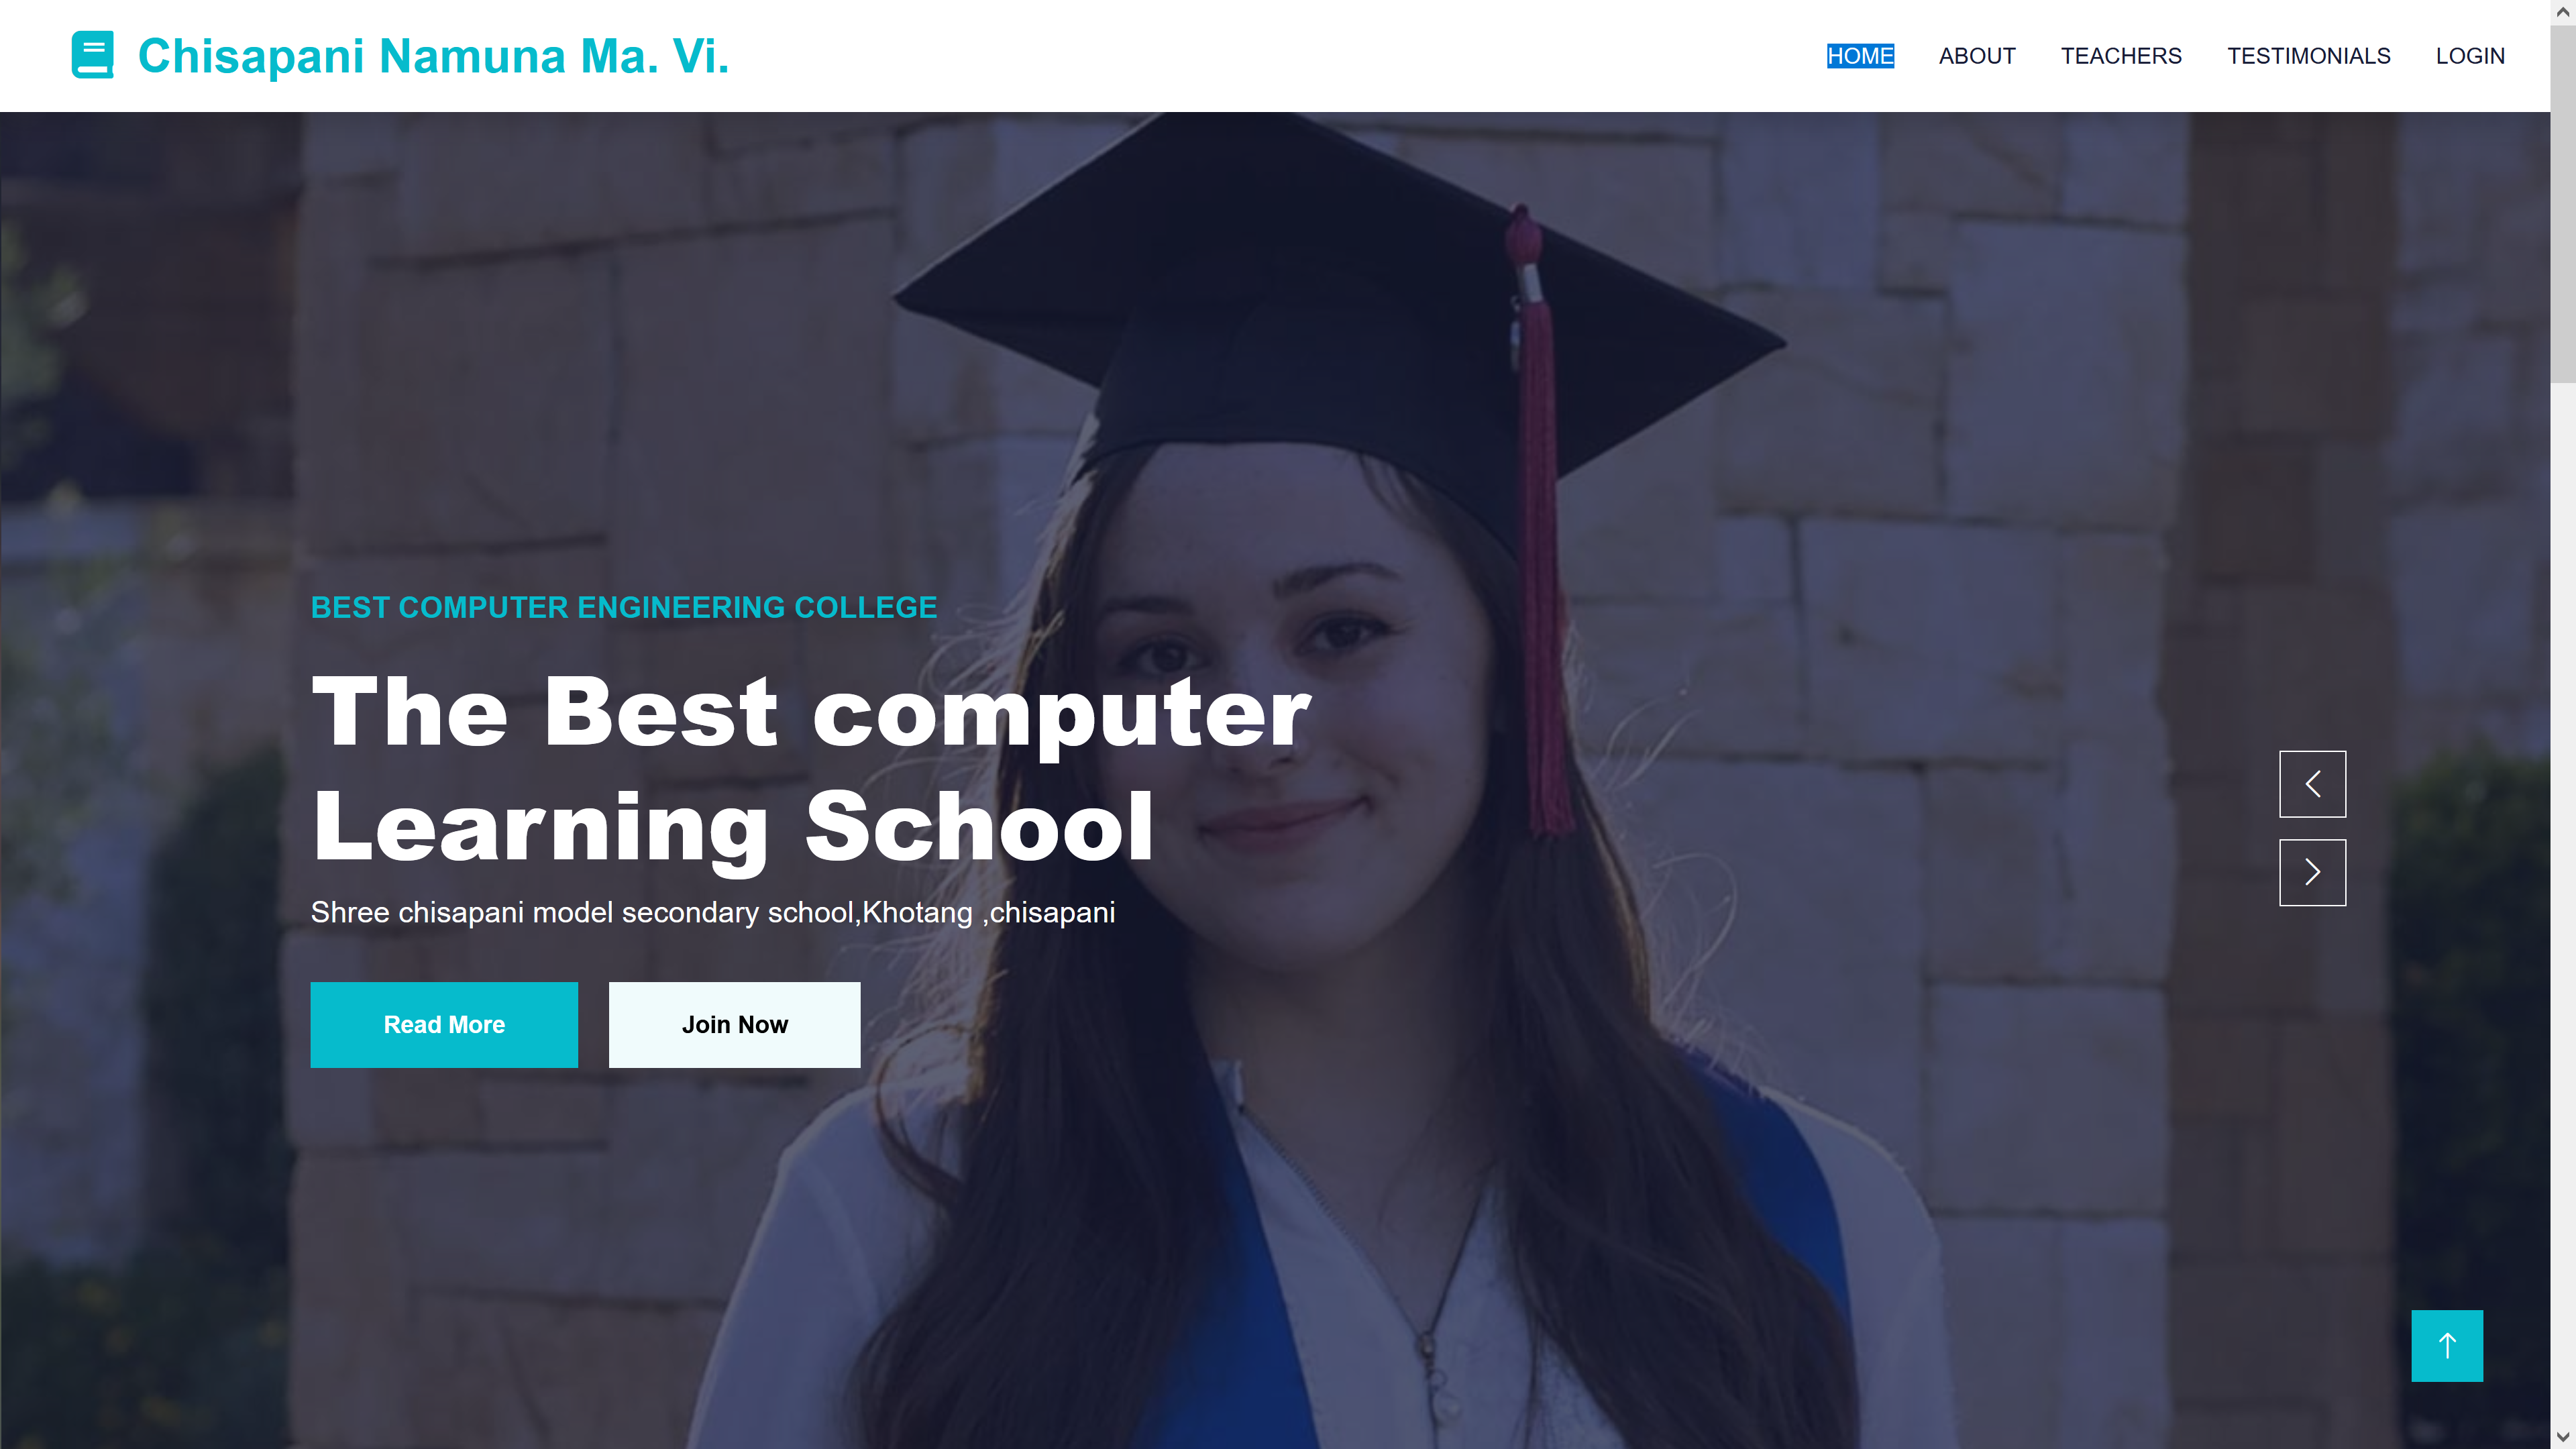 Chisapani Namuna Ma. Vi.
HOME ABOUT TEACHERS TESTIMONIALS LOGIN
BEST COMPUTER ENGINEERING COLLEGE
The Best computer
Learning School
Shree chisapani model secondary school,Khotang ,chisapani
Read More Join Now